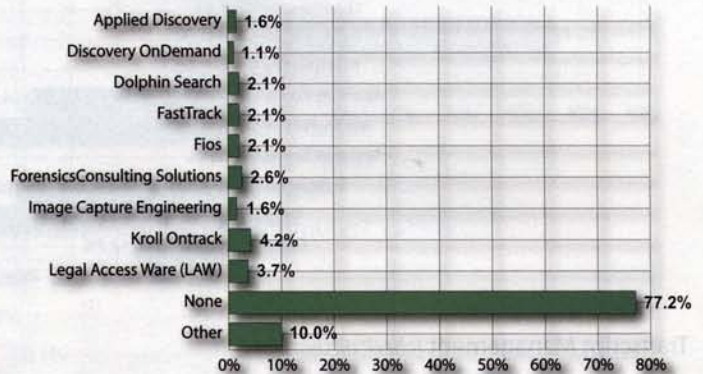 Applied Discovery 1.6%
Discovery OnDemand 1.1%
Dolphin Search 2.1%
FastTrack 2.1%
Fios 2.1%
ForensicsConsulting Solutions 2.6%
Image Capture Engineering 1.6%
Kroll Ontrack 4.2%
Legal Access Ware (LAW) 3.7%
None 77.2%
Other 10.0%
0% 10% 20% 30% 40% 50% 60% 70% 80%